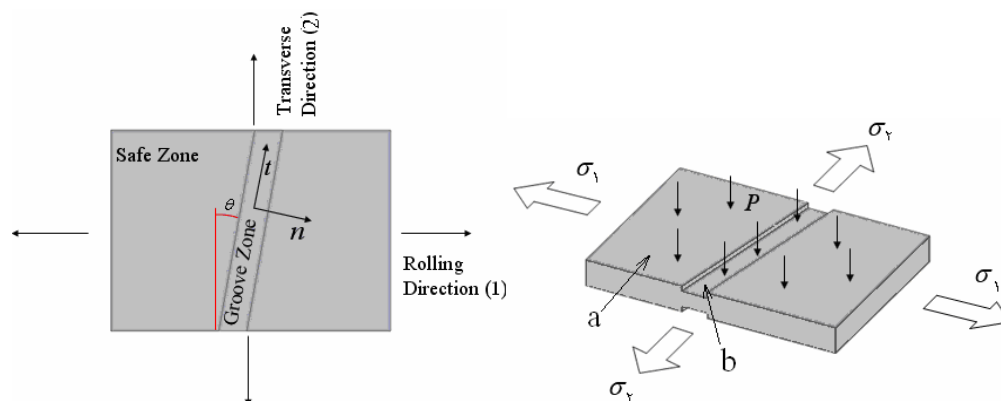 Transverse
Direction (2)
Safe Zone
t
θ
n
Groove Zone
Rolling
Direction (1)
σ۲
σ۱
P
σ۱
a
b
σ۲